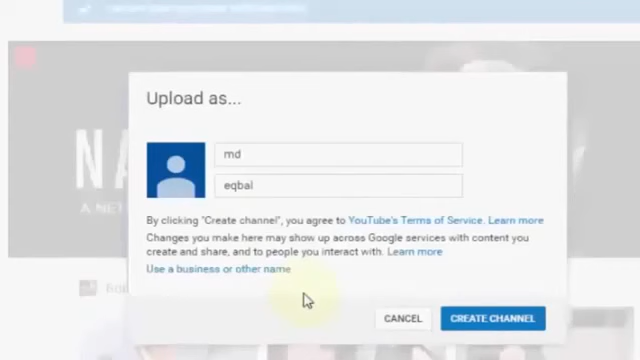 Upload as...
md
eqbal
By clicking "Create channel", you agree to YouTube's Terms of Service. Learn more
Changes you make here may show up across Google services with content you
create and share, and to people you interact with. Learn more
Use a business or other name
CANCEL
CREATE CHANNEL